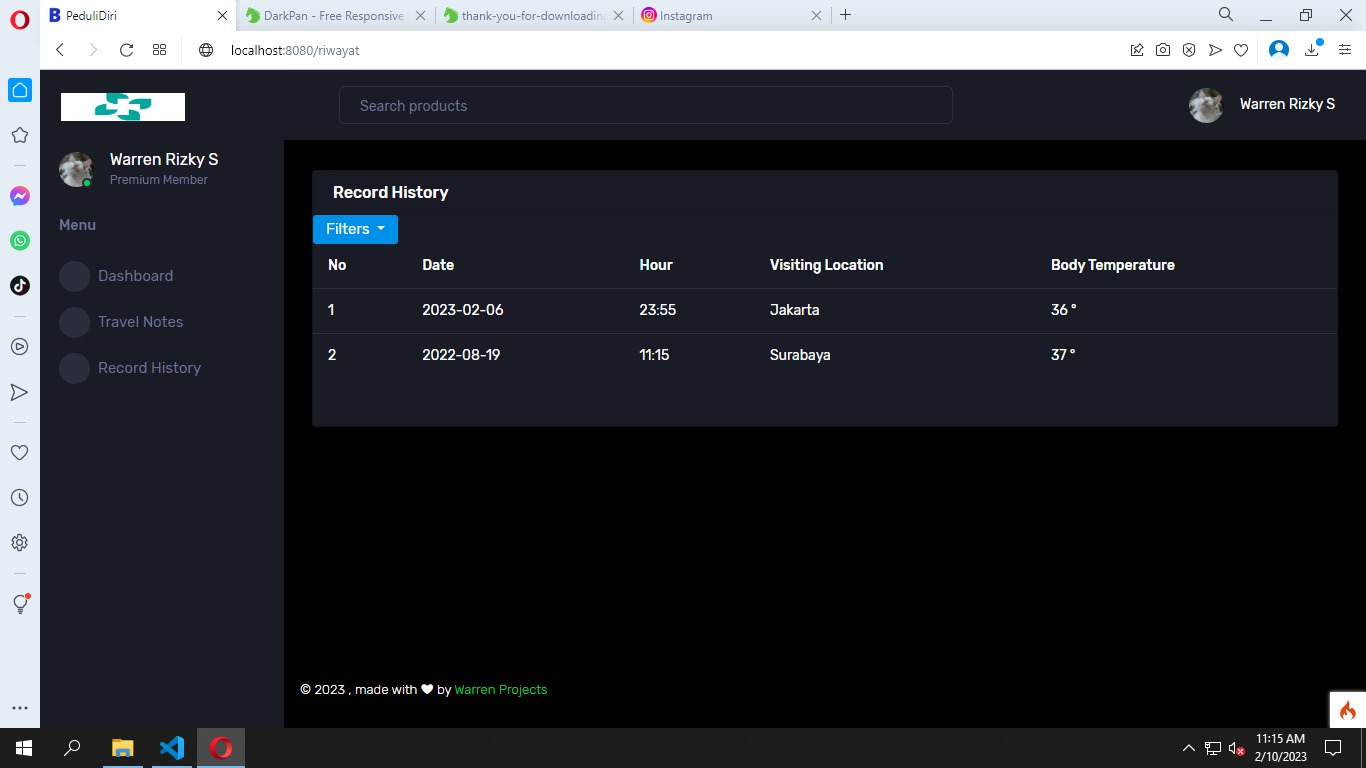 PeduliDiri
DarkPan - Free Responsive
thank-you-for-downloading
Instagram
localhost:8080/riwayat
Search products
Warren Rizky S
Warren Rizky S
Premium Member
Menu
Dashboard
Travel Notes
Record History
Record History
Filters
No Date Hour Visiting Location Body Temperature
1 2023-02-06 23:55 Jakarta 36 °
2 2022-08-19 11:15 Surabaya 37 °
© 2023 , made with ❤ by Warren Projects
11:15 AM
2/10/2023